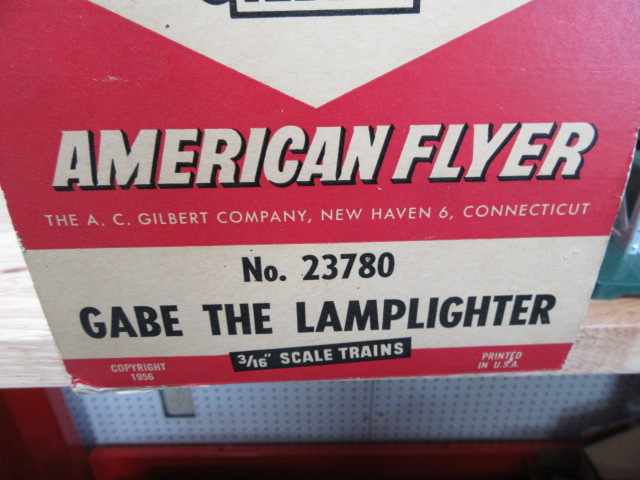 AMERICAN FLYER
THE A. C. GILBERT COMPANY, NEW HAVEN 6, CONNECTICUT
No. 23780
GABE THE LAMPLIGHTER
3/16" SCALE TRAINS
COPYRIGHT
1956
PRINTED
IN U.S.A.